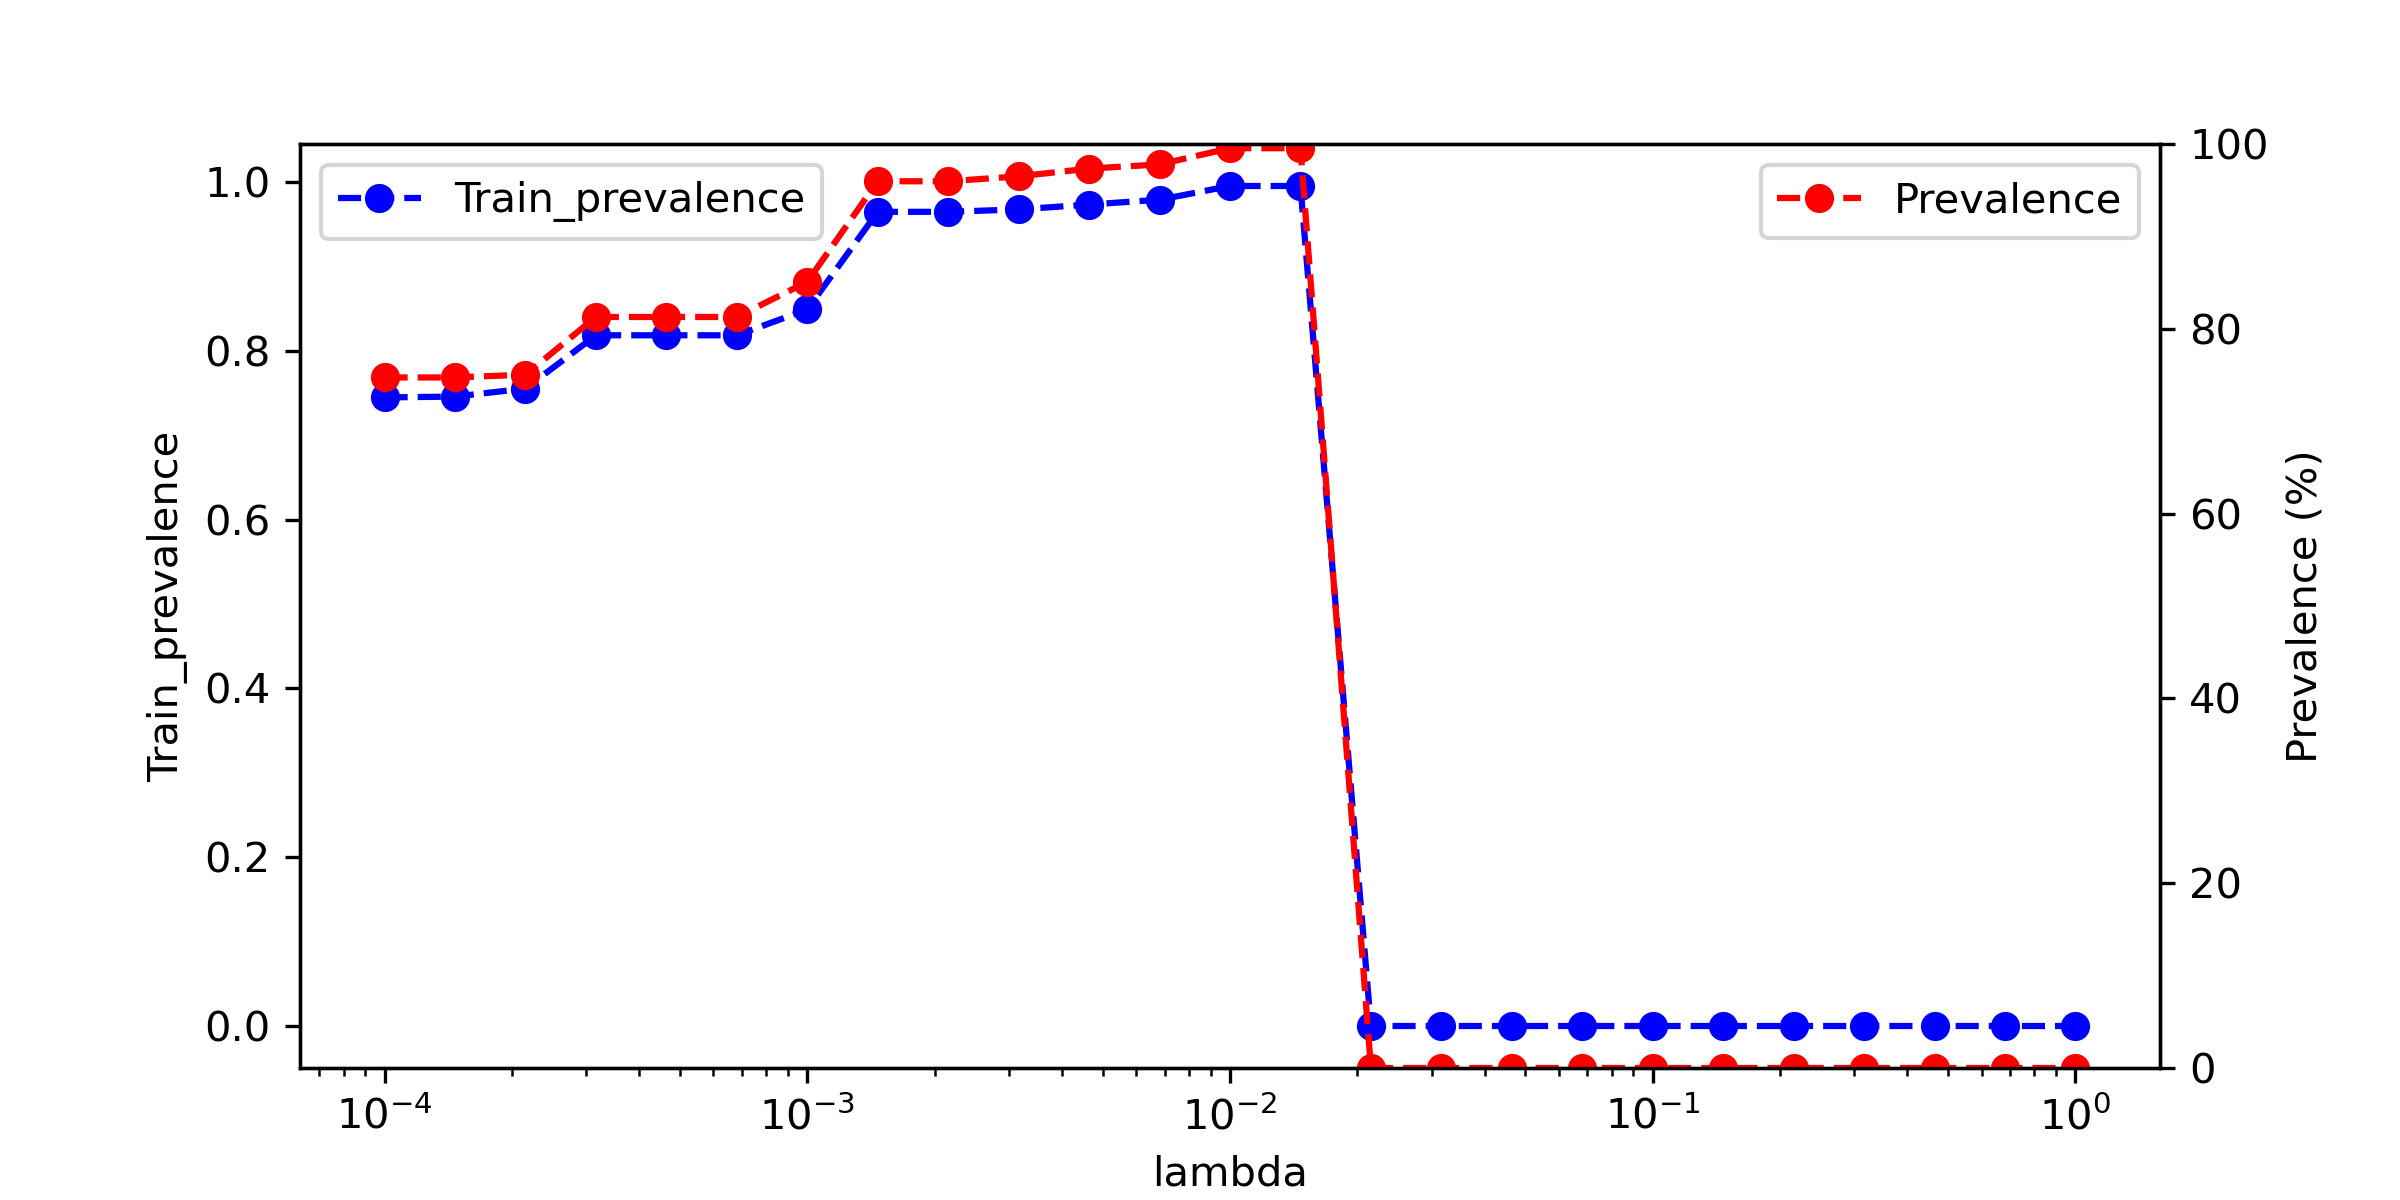 Train_prevalence
Prevalence
1.0
0.8
0.6
0.4
0.2
0.0
Train_prevalence
100
80
60
40
20
0
Prevalence (%)
10⁻⁴ 10⁻³ 10⁻² 10⁻¹ 10⁰
lambda